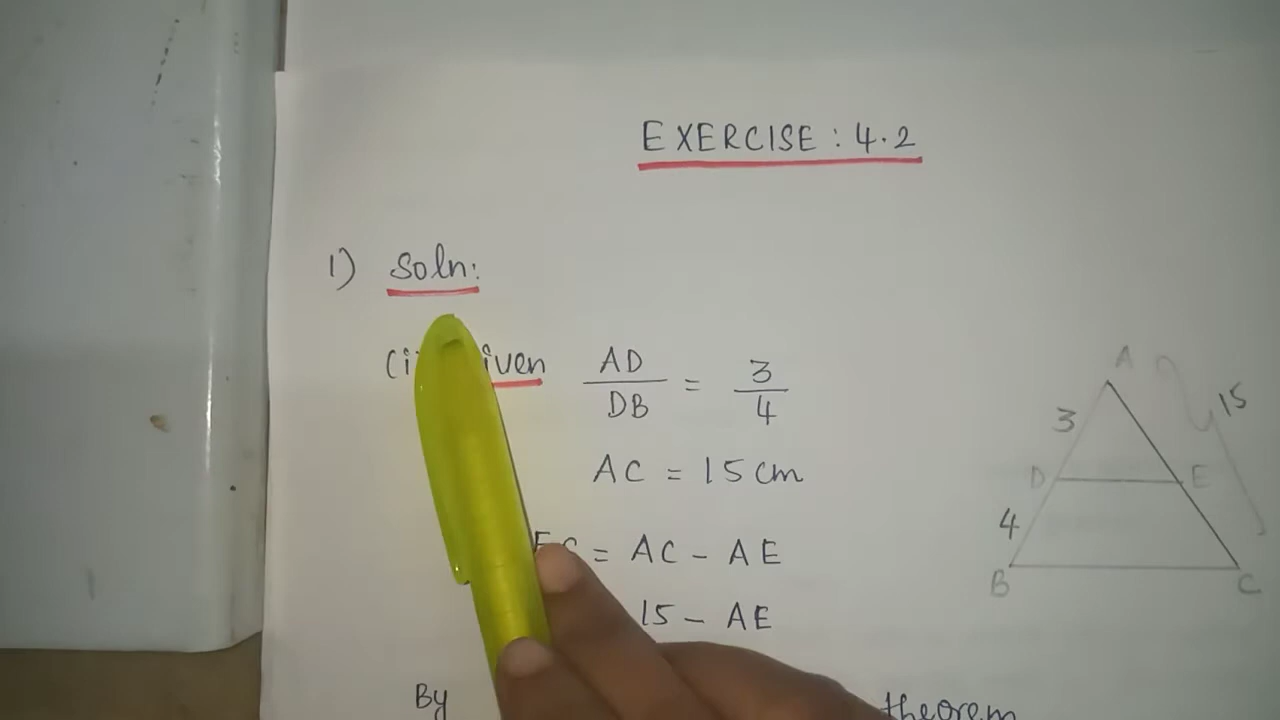 EXERCISE : 4.2
1) Soln:
AD
DB
=
3
4
AC = 15 cm
= AC - AE
15 - AE
By
theorem
A
3
15
D
E
4
B
C